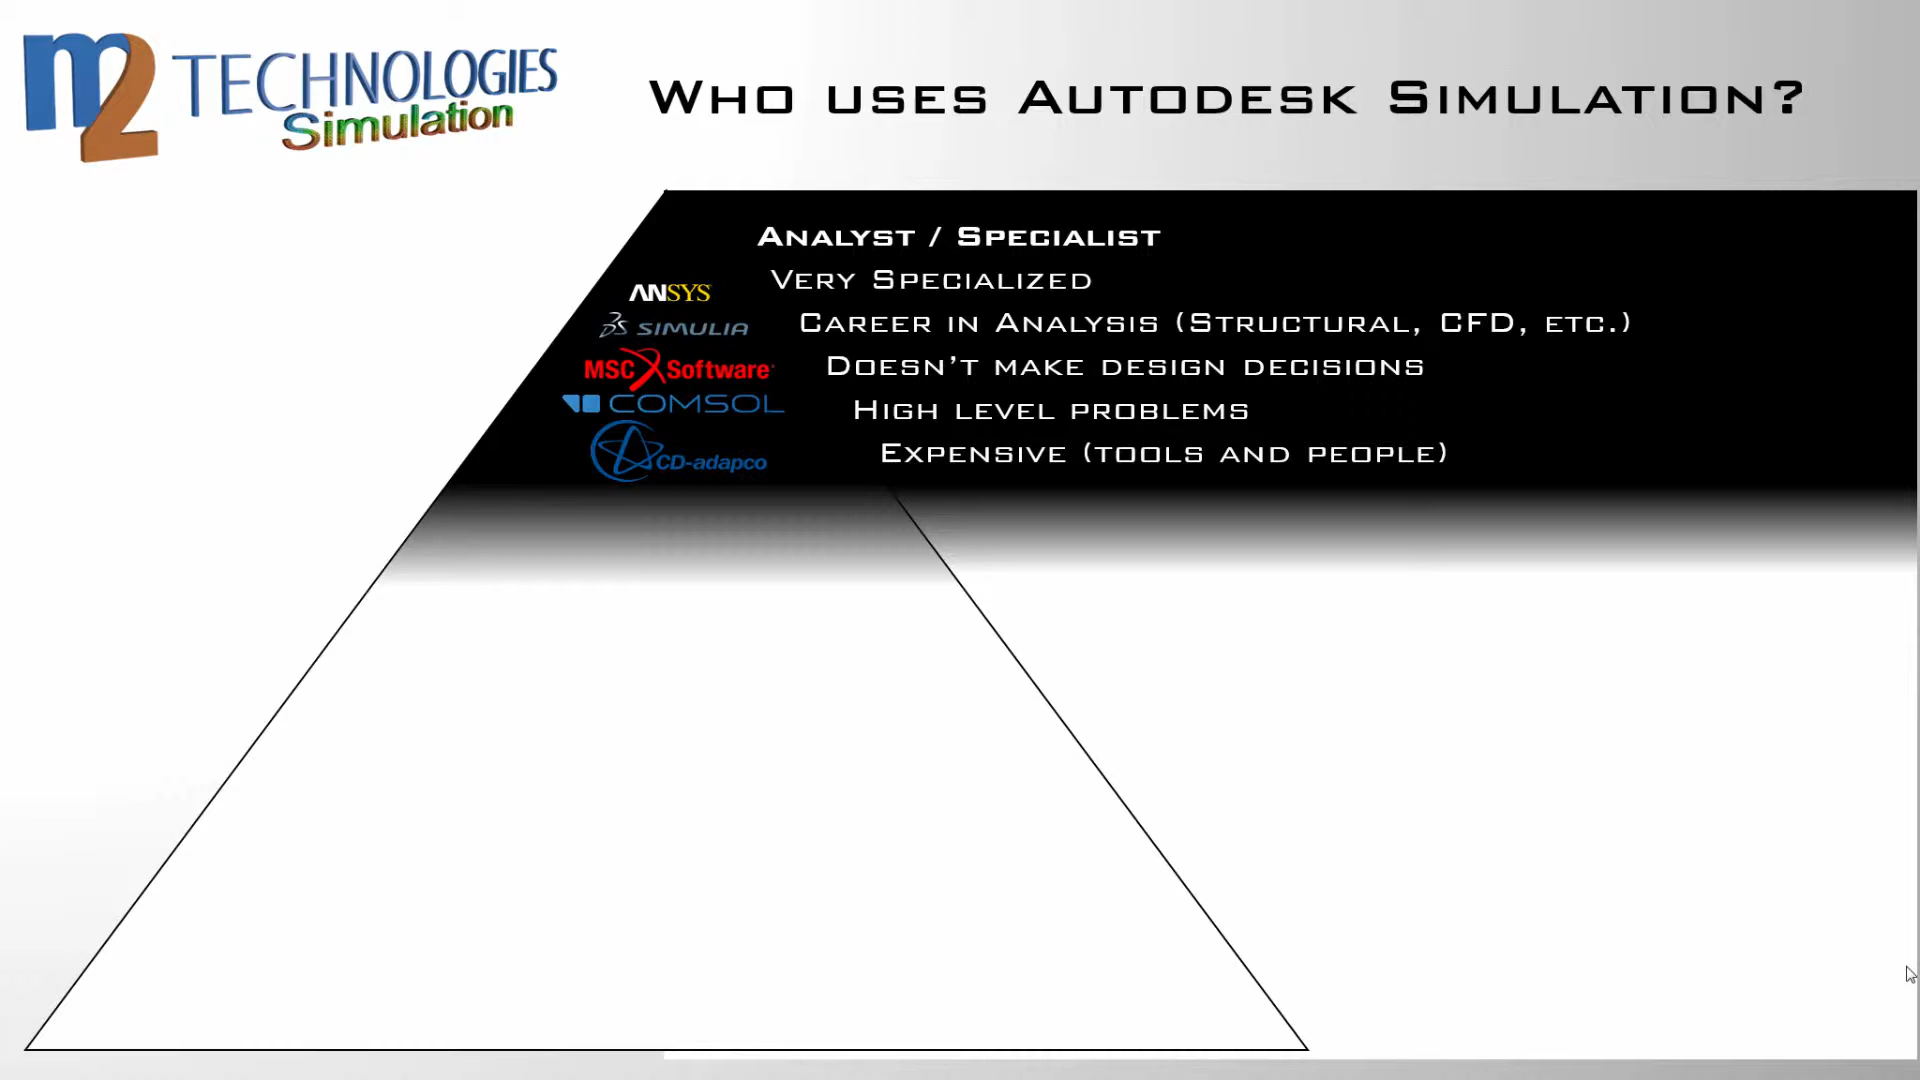 m2 TECHNOLOGIES
Simulation
Who uses Autodesk Simulation?
Analyst / Specialist
Very Specialized
ANSYS
Career in Analysis (Structural, CFD, etc.)
SIMULIA
Doesn't make design decisions
MSC Software
High level problems
COMSOL
Expensive (tools and people)
CD-adapco